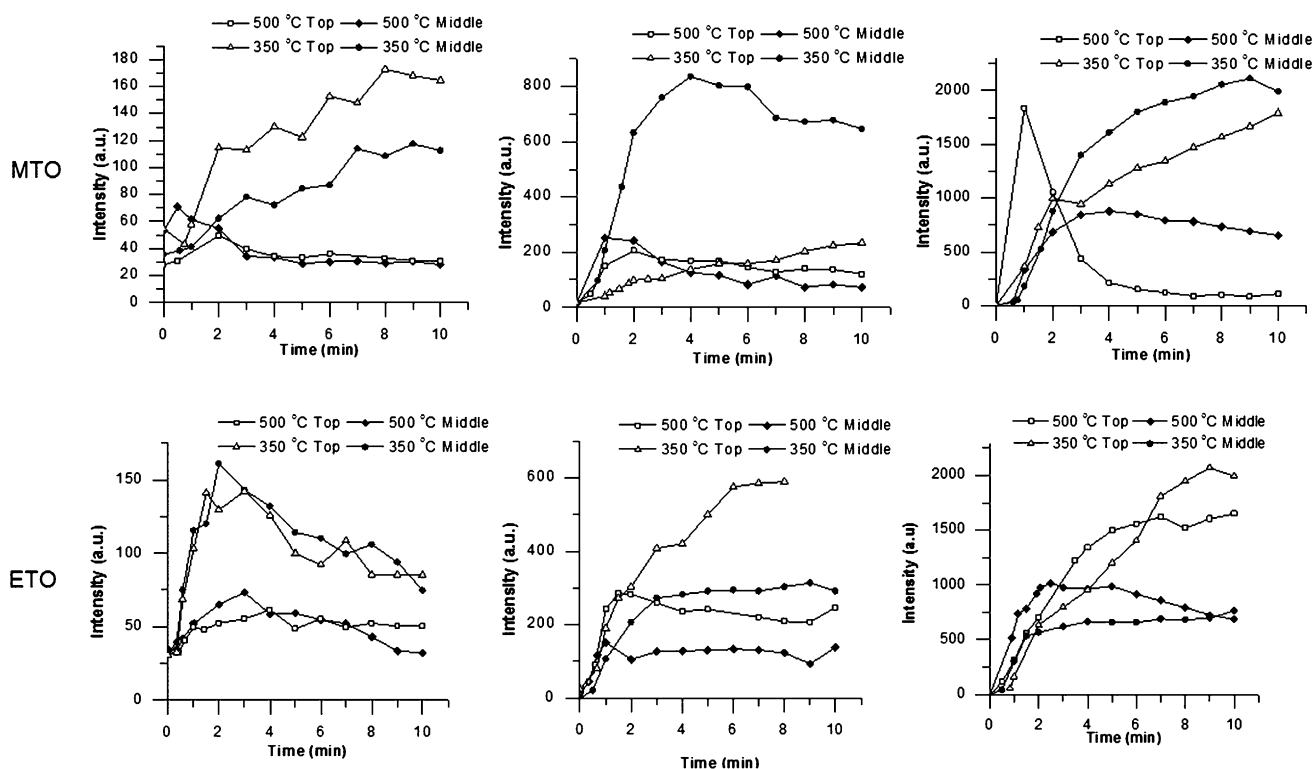 MTO
500 °C Top 500 °C Middle
350 °C Top 350 °C Middle
Intensity (a.u.)
180
160
140
120
100
80
60
40
20
0
0 2 4 6 8 10
Time (min)
500 °C Top 500 °C Middle
350 °C Top 350 °C Middle
Intensity (a.u.)
800
600
400
200
0
0 2 4 6 8 10
Time (min)
500 °C Top 500 °C Middle
350 °C Top 350 °C Middle
Intensity (a.u.)
2000
1500
1000
500
0
0 2 4 6 8 10
Time (min)
ETO
500 °C Top 500 °C Middle
350 °C Top 350 °C Middle
Intensity (a.u.)
150
100
50
0
0 2 4 6 8 10
Time (min)
500 °C Top 500 °C Middle
350 °C Top 350 °C Middle
Intensity (a.u.)
600
400
200
0
0 2 4 6 8 10
Time (min)
500 °C Top 500 °C Middle
350 °C Top 350 °C Middle
Intensity (a.u)
2000
1500
1000
500
0
0 2 4 6 8 10
Time (min)